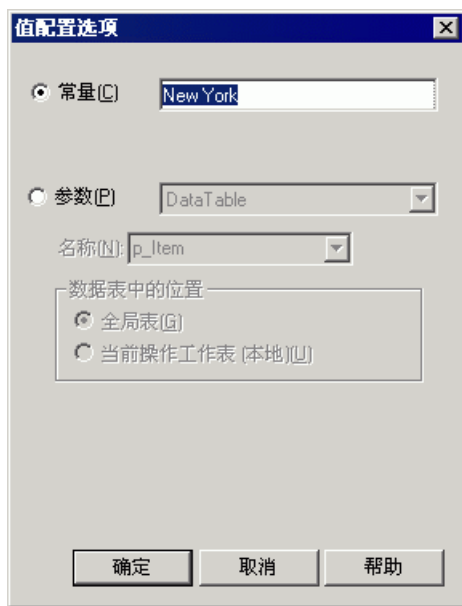 值配置选项
常量(C) New York
参数(P) DataTable
名称(N): p_Item
数据表中的位置
全局表(G)
当前操作工作表 (本地)(U)
确定 取消 帮助